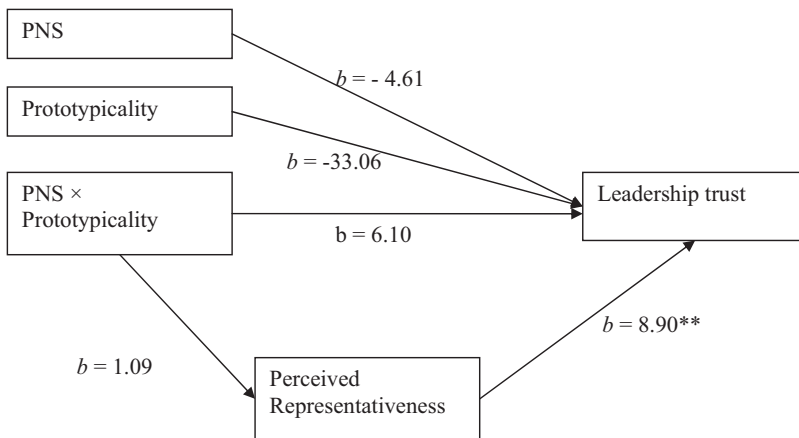 PNS
b = - 4.61
Prototypicality
b = -33.06
PNS ×
Prototypicality
Leadership trust
b = 6.10
b = 8.90**
b = 1.09
Perceived
Representativeness